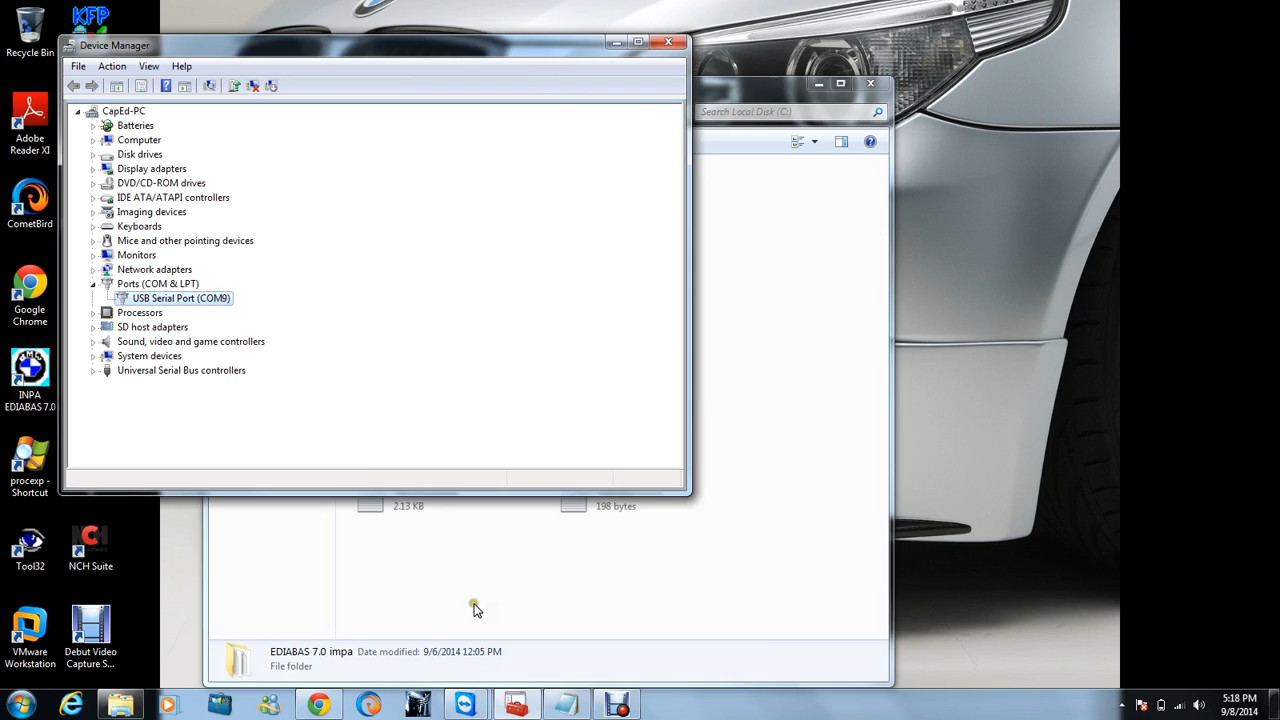 KFP
Recycle Bin
Adobe
Reader XI
CometBird
Google
Chrome
INPA
EDIABAS 7.0
procexp -
Shortcut
Tool32
NCH Suite
VMware
Workstation
Debut Video
Capture S...
Device Manager
File Action View Help
CapEd-PC
Batteries
Computer
Disk drives
Display adapters
DVD/CD-ROM drives
IDE ATA/ATAPI controllers
Imaging devices
Keyboards
Mice and other pointing devices
Monitors
Network adapters
Ports (COM & LPT)
USB Serial Port (COM9)
Processors
SD host adapters
Sound, video and game controllers
System devices
Universal Serial Bus controllers
Search Local Disk (C:)
2.13 KB 198 bytes
EDIABAS 7.0 impa Date modified: 9/6/2014 12:05 PM
File folder
5:18 PM
9/8/2014